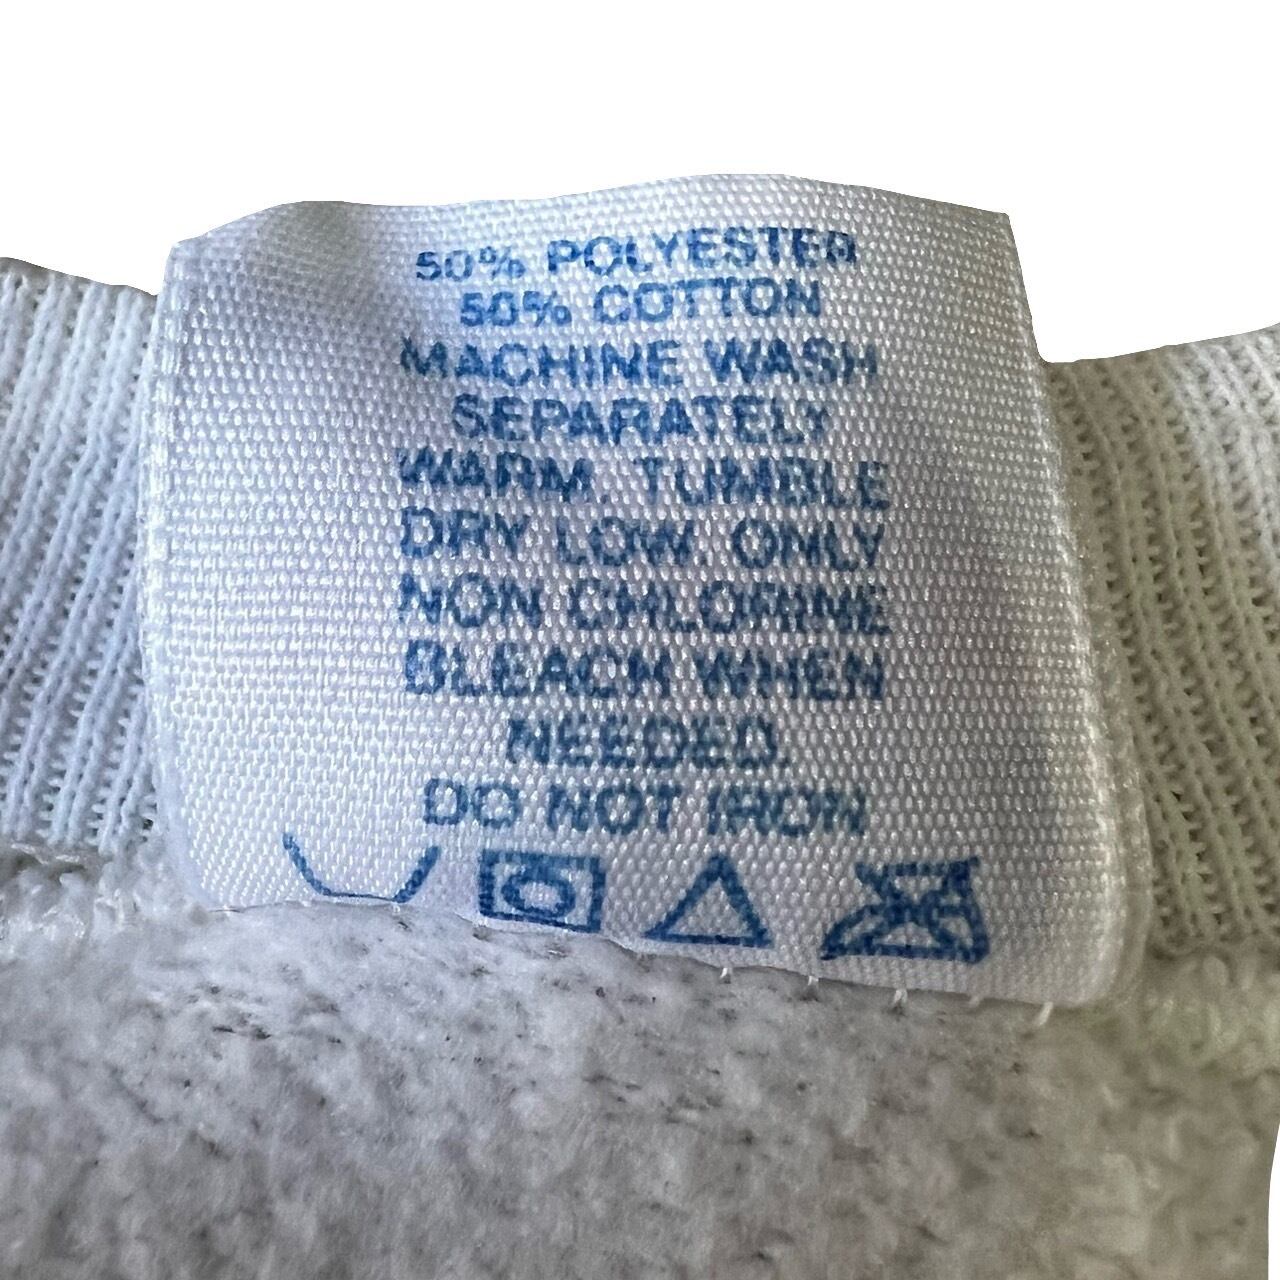 50% POLYESTER
50% COTTON
MACHINE WASH
SEPARATELY
WARM. TUMBLE
DRY LOW ONLY
NON CHLORINE
BLEACH WHEN
NEEDED.
DO NOT IRON